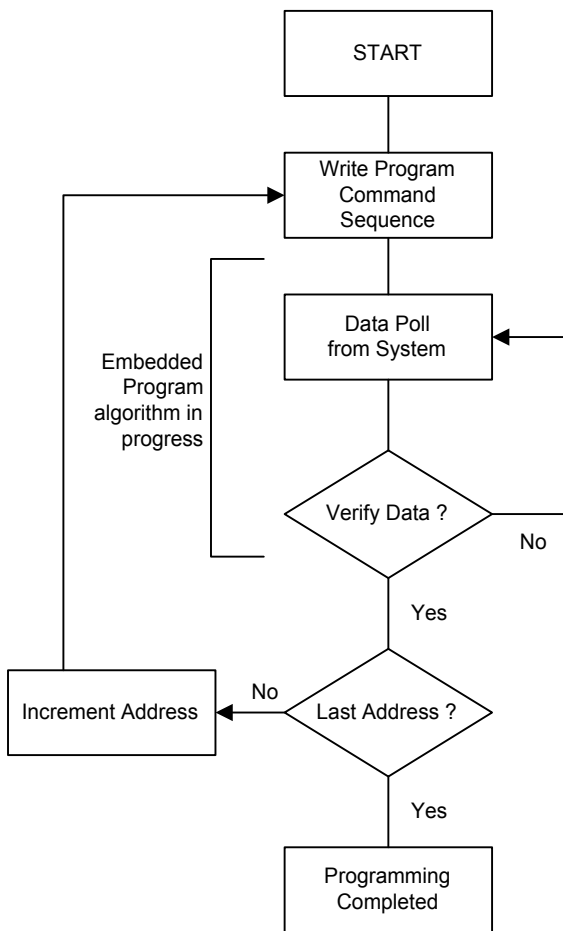 START
Write Program
Command
Sequence
Data Poll
from System
Embedded
Program
algorithm in
progress
Verify Data ?
No
Yes
No
Increment Address
Last Address ?
Yes
Programming
Completed